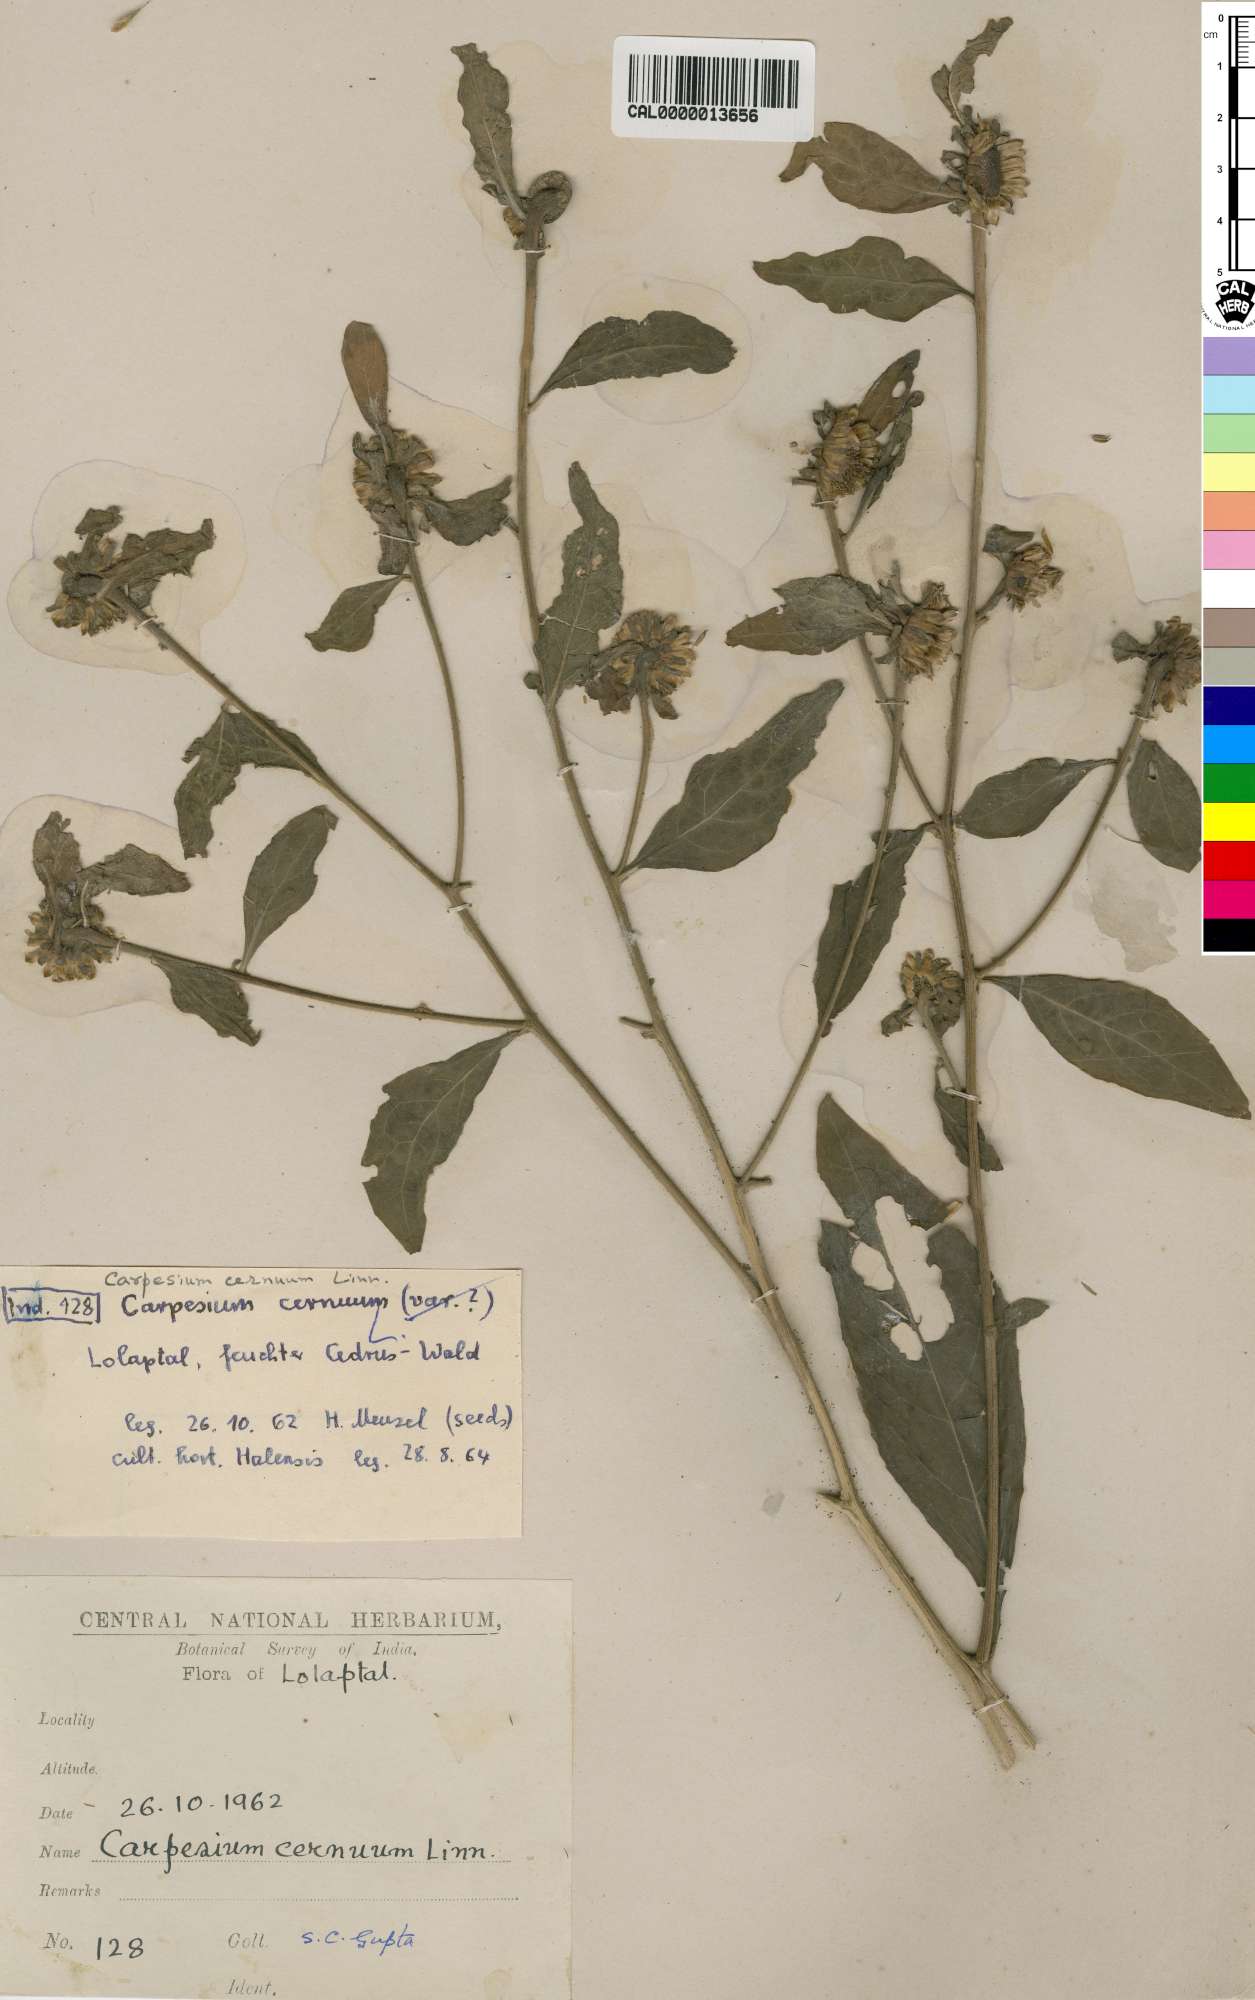 CAL0000013656
0
cm
1
2
3
4
5
CAL
HERB
Carpesium cernuum Linn.
Ind. 128 Carpesium cernuum (var.?)
Lolaptal, feuchter Cedrus-Wald
leg. 26. 10. 62 H. Meusel (seeds)
cult. hort. Halensis leg. 28. 8. 64
CENTRAL NATIONAL HERBARIUM,
Botanical Survey of India.
Flora of Lolaptal.
Locality
Altitude.
Date - 26.10.1962
Name Carpesium cernuum Linn.
Remarks
No. 128 Coll. S.C. Gupta
Ident.